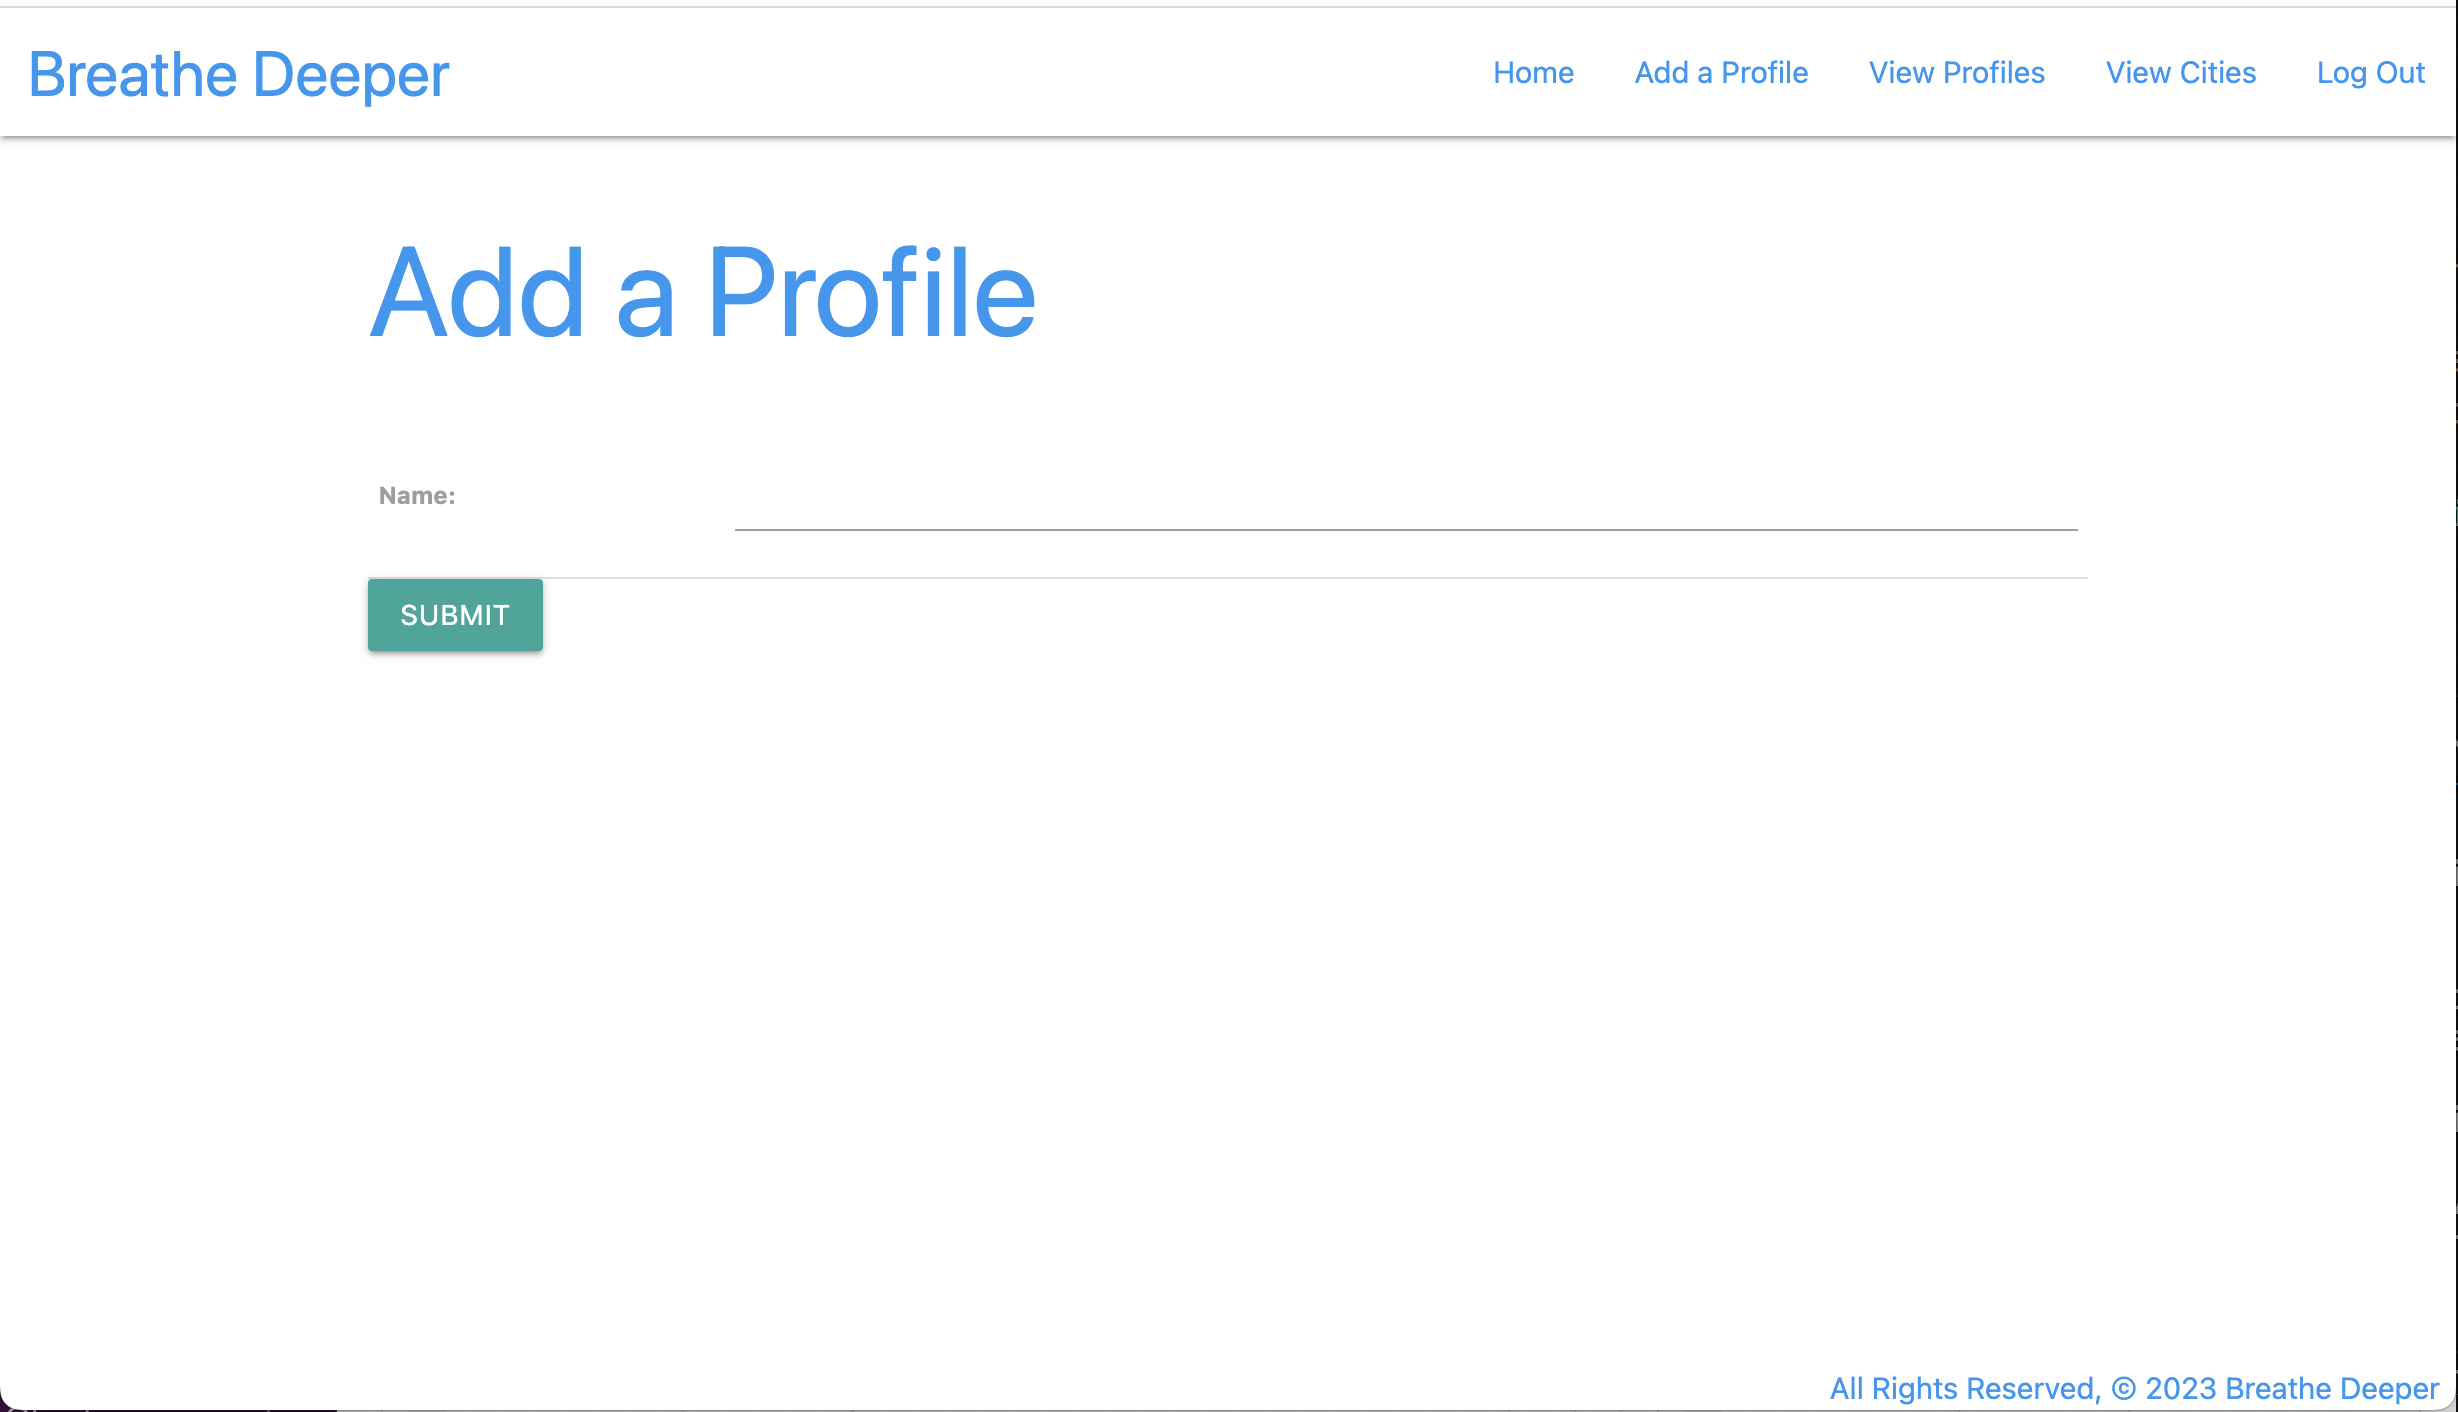 Breathe Deeper Home Add a Profile View Profiles View Cities Log Out
Add a Profile
Name:
SUBMIT
All Rights Reserved, © 2023 Breathe Deeper